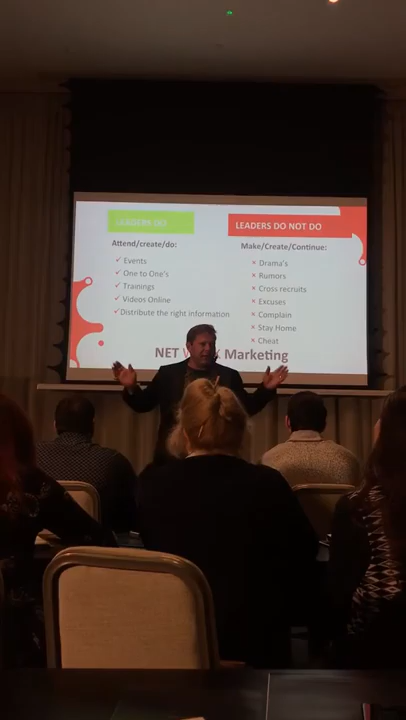 LEADERS DO
LEADERS DO NOT DO
Attend/create/do:
✓ Events
✓ One to One's
✓ Trainings
✓ Videos Online
✓ Distribute the right information
Make/Create/Continue:
× Drama's
× Rumors
× Cross recruits
× Excuses
× Complain
× Stay Home
× Cheat
NET Marketing